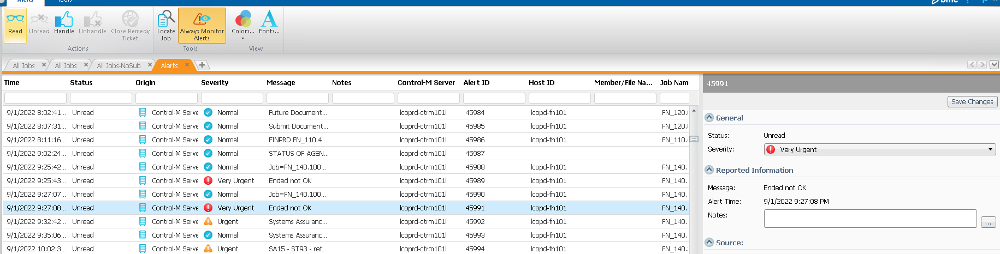 Alerts Tools bmc ?
Read Unread Handle Unhandle Close Remedy Ticket Locate Job Always Monitor Alerts Colors... Fonts...
Actions Tools View
All Jobs All Jobs All Jobs-NoSub Alerts
Time Status Origin Severity Message Notes Control-M Server Alert ID Host ID Member/File Na... Job Nam
45991
Save Changes
9/1/2022 8:02:41... Unread Control-M Serve Normal Future Document... lcoprd-ctrm101l 45984 lcopd-fn101 FN_120.
9/1/2022 8:07:31... Unread Control-M Serve Normal Submit Document... lcoprd-ctrm101l 45985 lcopd-fn101 FN_120.
9/1/2022 8:11:16... Unread Control-M Serve Normal FINPRD FN_110.4... lcoprd-ctrm101l 45986 lcopd-fn101 FN_110.
9/1/2022 9:02:24... Unread Control-M Serve Normal STATUS OF AGEN... lcoprd-ctrm101l 45987
9/1/2022 9:25:42... Unread Control-M Serve Normal Job=FN_140.100... lcoprd-ctrm101l 45988 lcopd-fn101 FN_140.
9/1/2022 9:25:43... Unread Control-M Serve Very Urgent Ended not OK lcoprd-ctrm101l 45989 lcopd-fn101 FN_140.
9/1/2022 9:27:07... Unread Control-M Serve Normal Job=FN_140.100... lcoprd-ctrm101l 45990 lcopd-fn101 FN_140.
9/1/2022 9:27:08... Unread Control-M Serve Very Urgent Ended not OK lcoprd-ctrm101l 45991 lcopd-fn101 FN_140.
9/1/2022 9:32:42... Unread Control-M Serve Urgent Systems Assuranc... lcoprd-ctrm101l 45992 lcopd-fn101 FN_140.
9/1/2022 9:35:06... Unread Control-M Serve Normal Systems Assuranc... lcoprd-ctrm101l 45993 lcopd-fn101 FN_140.
9/1/2022 10:02:3... Unread Control-M Serve Urgent SA15 - ST93 - ret... lcoprd-ctrm101l 45994 lcopd-fn101 FN_140.
General
Status: Unread
Severity: Very Urgent
Reported Information
Message: Ended not OK
Alert Time: 9/1/2022 9:27:08 PM
Notes: ...
Source: